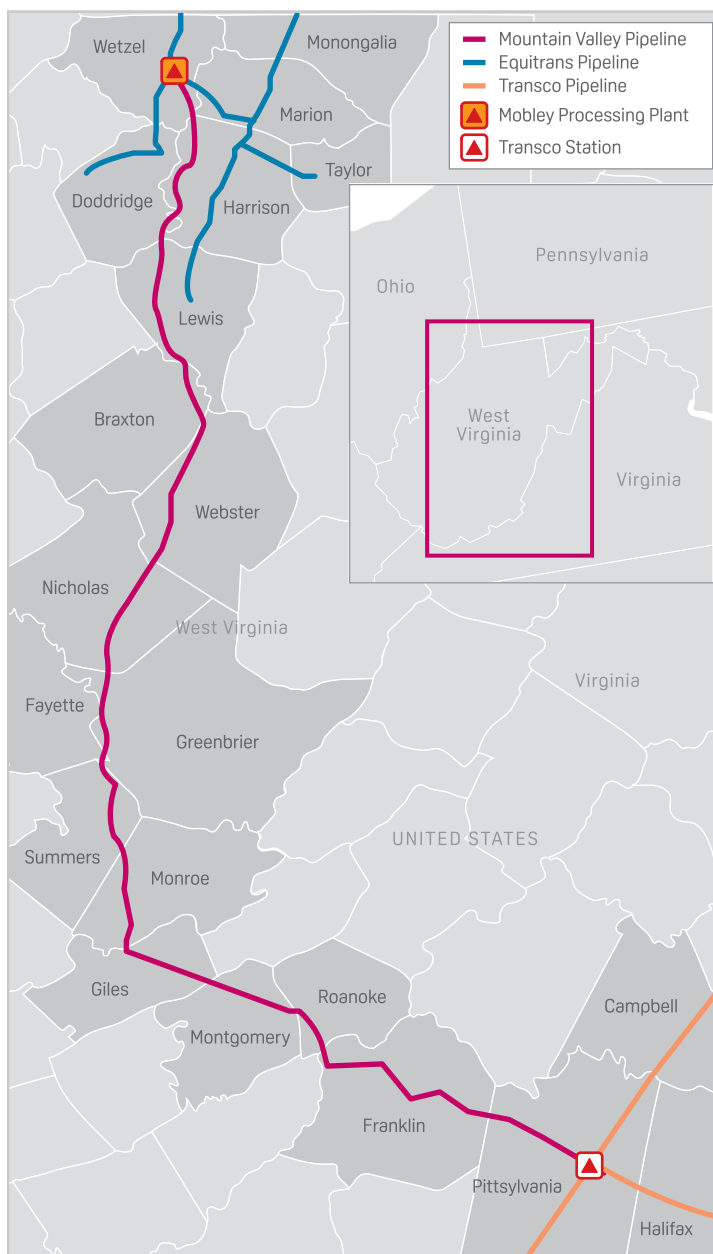 Wetzel
Monongalia
Mountain Valley Pipeline
Equitrans Pipeline
Transco Pipeline
Mobley Processing Plant
Transco Station
Marion
Taylor
Doddridge
Harrison
Lewis
Pennsylvania
Ohio
West
Virginia
Virginia
Braxton
Webster
Nicholas
West Virginia
Virginia
Fayette
Greenbrier
UNITED STATES
Summers
Monroe
Giles
Roanoke
Campbell
Montgomery
Franklin
Pittsylvania
Halifax